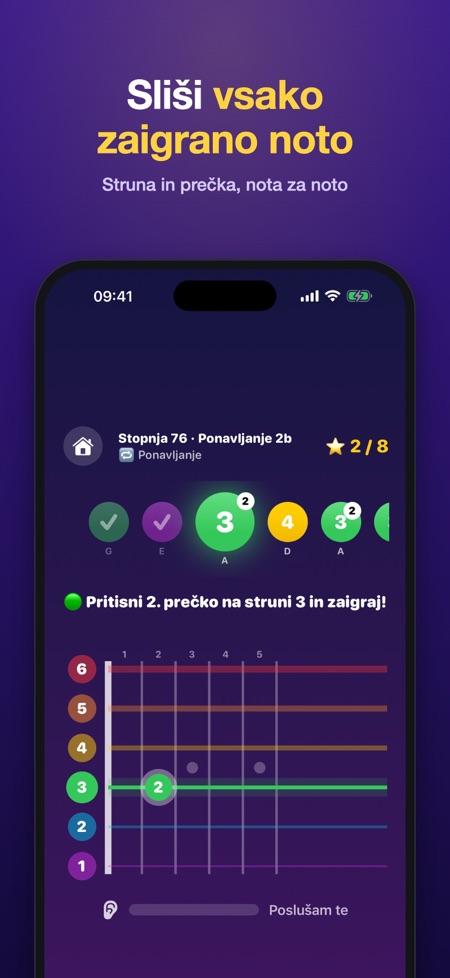 Sliši vsako
zaigrano noto
Struna in prečka, nota za noto
09:41
Stopnja 76 · Ponavljanje 2b
Ponavljanje
2 / 8
3 2 4 3 2
G E A D A
Pritisni 2. prečko na struni 3 in zaigraj!
1 2 3 4 5
6
5
4
3 2
2
1
Poslušam te